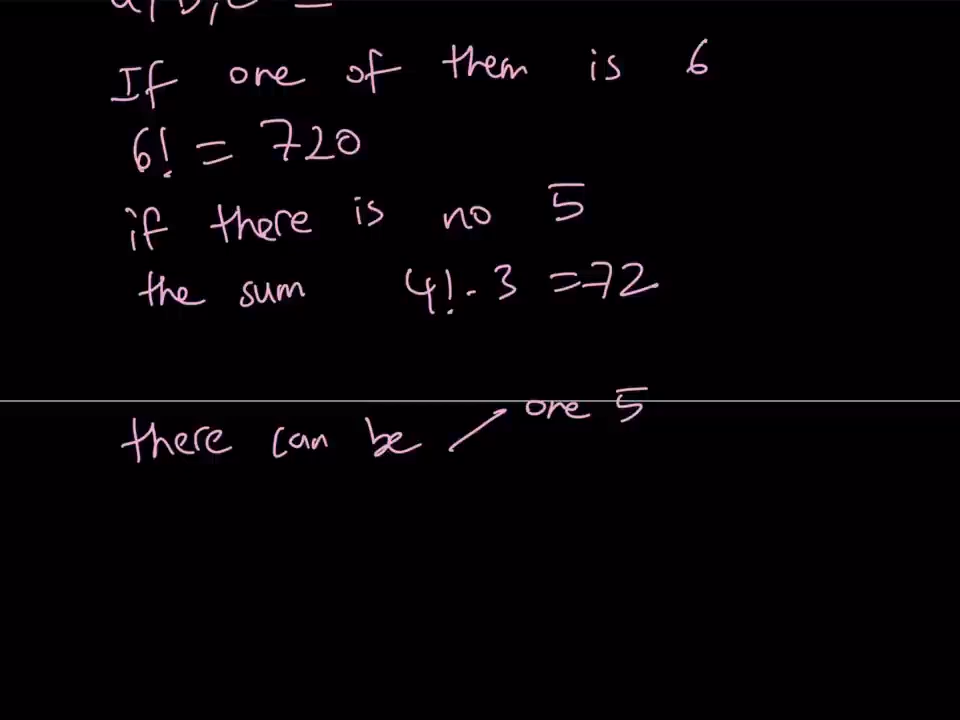 If one of them is 6
6! = 720
if there is no 5
the sum 4! . 3 = 72
there can be one 5